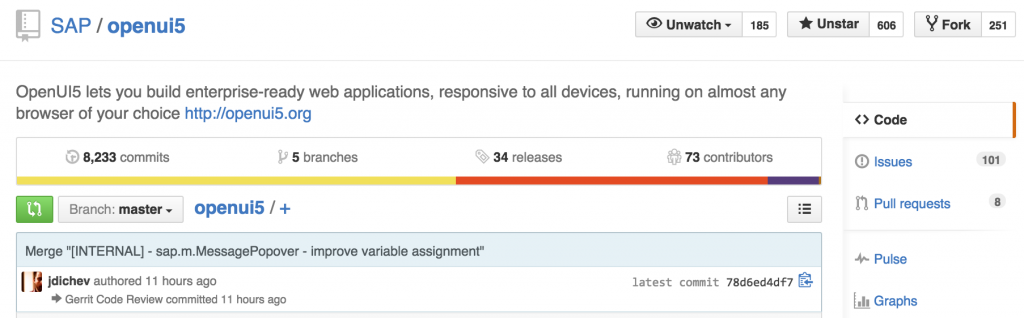 SAP / openui5
Unwatch 185
Unstar 606
Fork 251
OpenUI5 lets you build enterprise-ready web applications, responsive to all devices, running on almost any
browser of your choice http://openui5.org
8,233 commits
5 branches
34 releases
73 contributors
Branch: master
openui5 / +
Merge "[INTERNAL] - sap.m.MessagePopover - improve variable assignment"
jdichev authored 11 hours ago
latest commit 78d6ed4df7
Gerrit Code Review committed 11 hours ago
Code
Issues 101
Pull requests 8
Pulse
Graphs